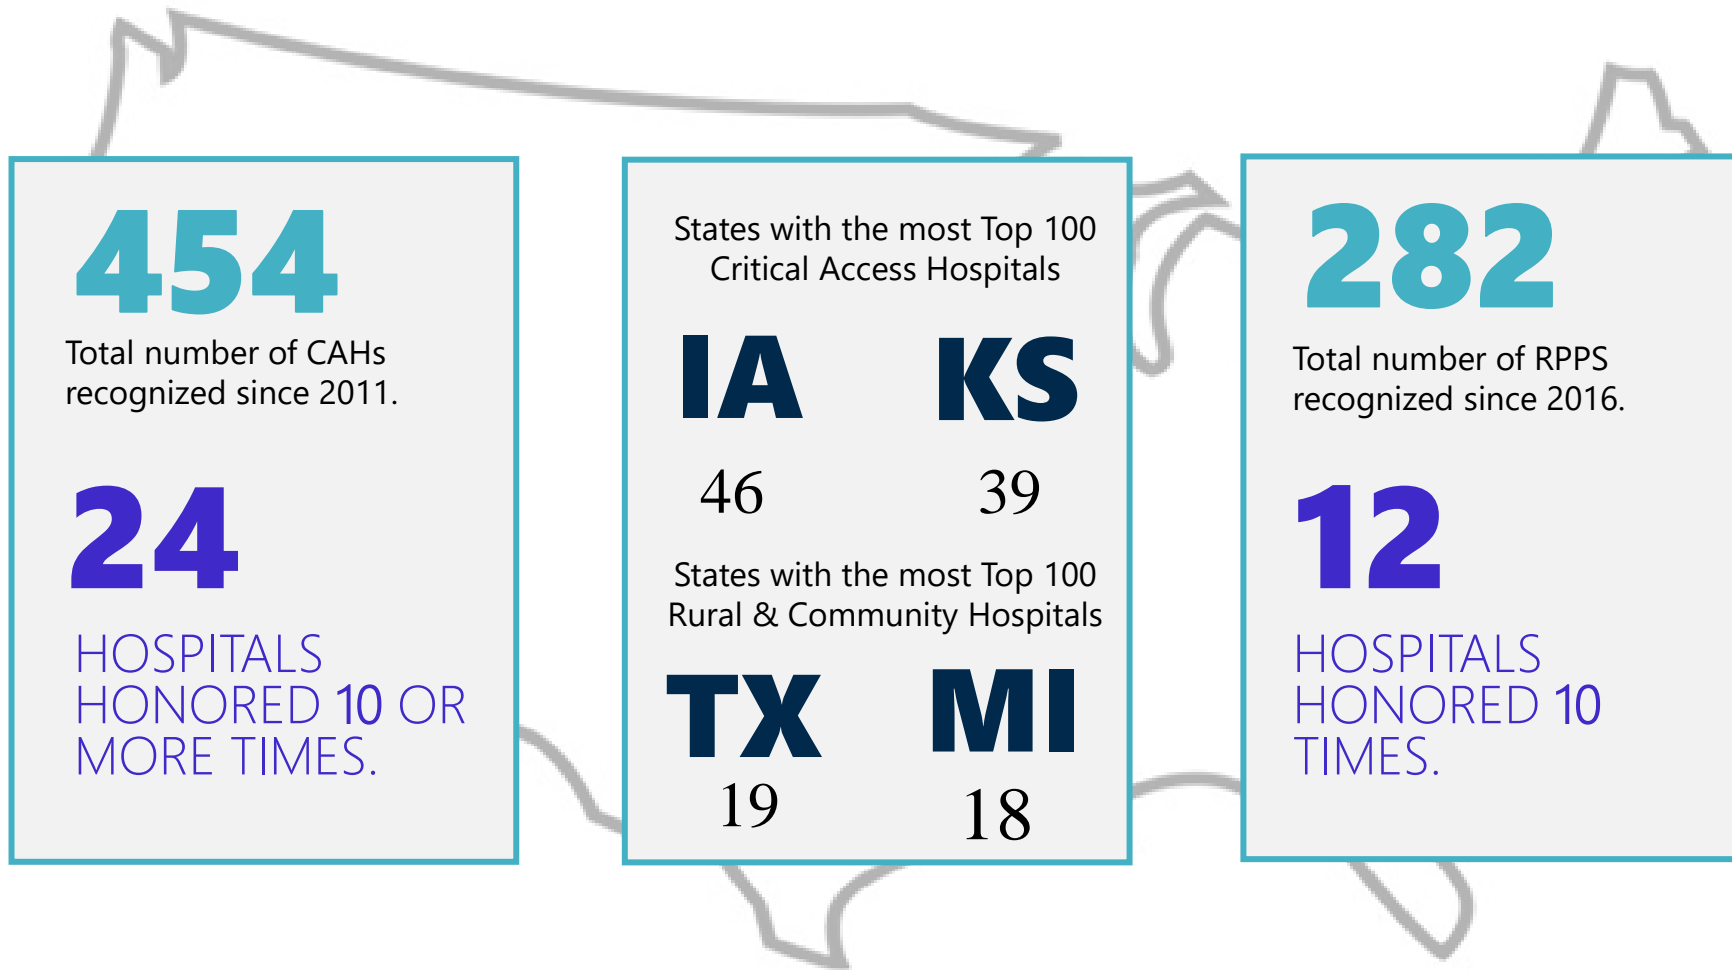 454
Total number of CAHs
recognized since 2011.
24
HOSPITALS
HONORED 10 OR
MORE TIMES.
States with the most Top 100
Critical Access Hospitals
IA KS
46 39
States with the most Top 100
Rural & Community Hospitals
TX MI
19 18
282
Total number of RPPS
recognized since 2016.
12
HOSPITALS
HONORED 10
TIMES.